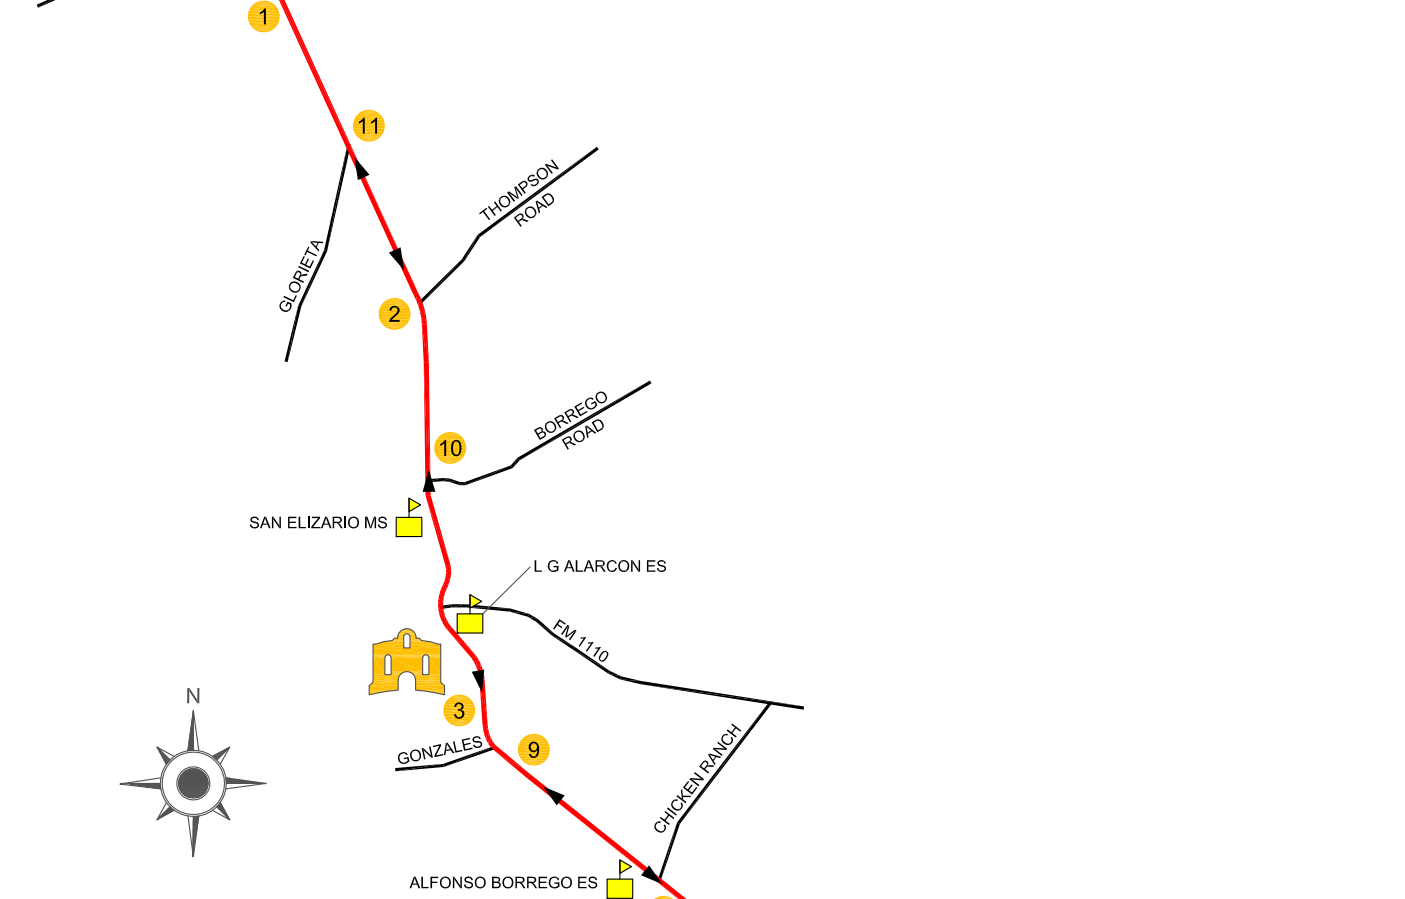 1
11
THOMPSON
ROAD
GLORIETA
2
BORREGO
ROAD
10
SAN ELIZARIO MS
L G ALARCON ES
FM 1110
N
3
9
GONZALES
CHICKEN RANCH
ALFONSO BORREGO ES